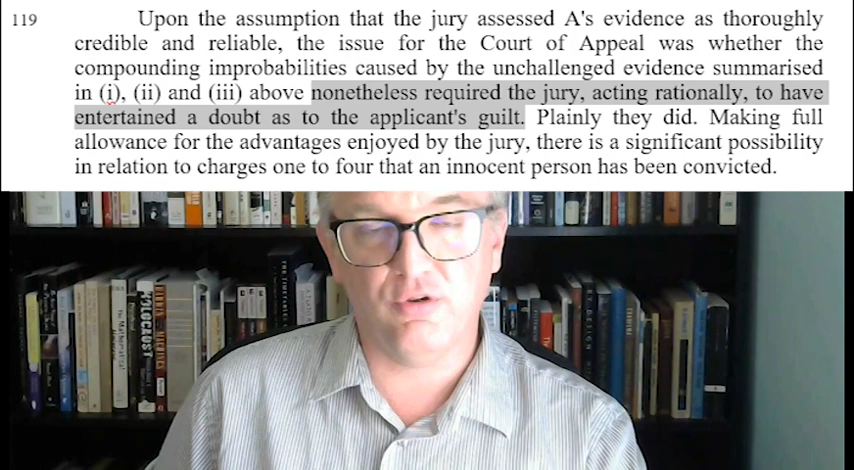 119 Upon the assumption that the jury assessed A's evidence as thoroughly
credible and reliable, the issue for the Court of Appeal was whether the
compounding improbabilities caused by the unchallenged evidence summarised
in (i), (ii) and (iii) above nonetheless required the jury, acting rationally, to have
entertained a doubt as to the applicant's guilt. Plainly they did. Making full
allowance for the advantages enjoyed by the jury, there is a significant possibility
in relation to charges one to four that an innocent person has been convicted.
HOLOCAUST